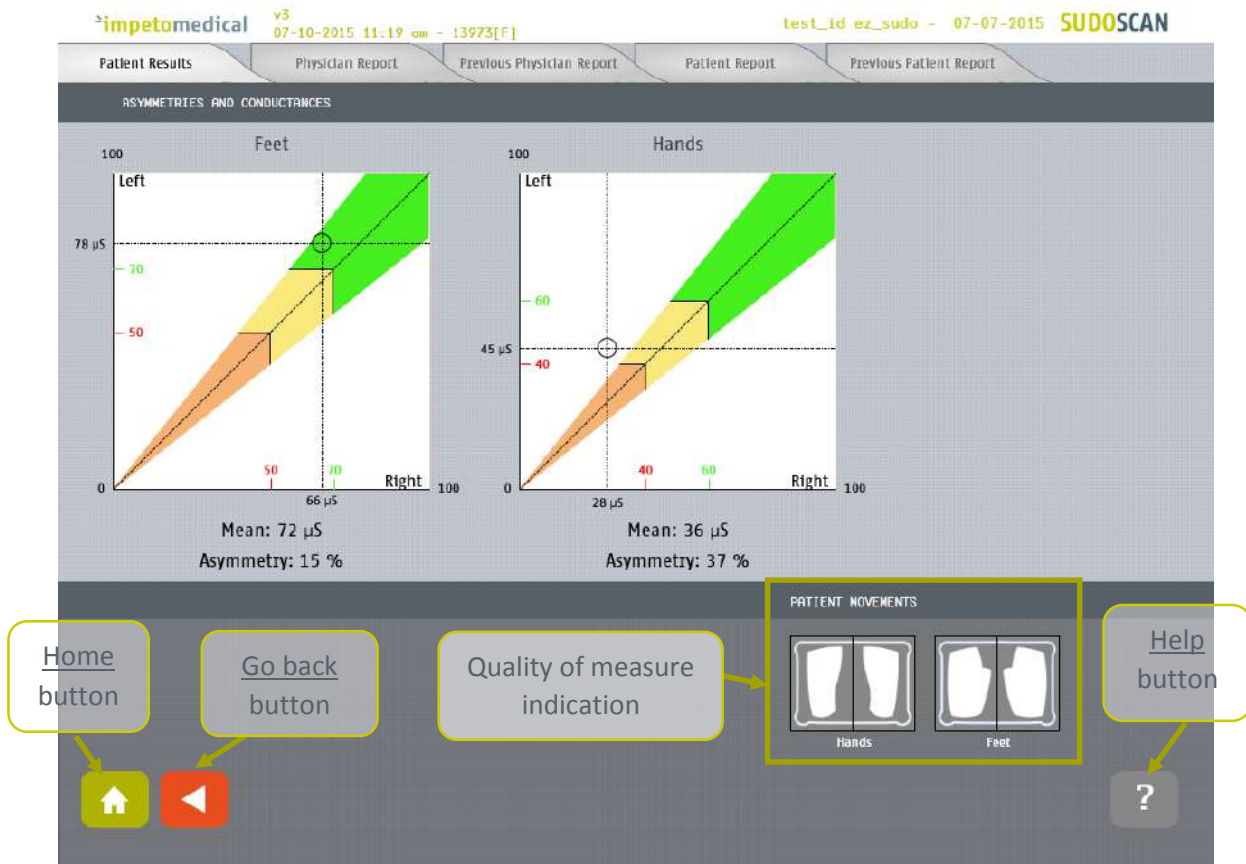 impetomedical
v3
07-10-2015 11:19 am - 13973[F]
test_id ez_sudo - 07-07-2015
SUDOSCAN
Patient Results
Physician Report
Previous Physician Report
Patient Report
Previous Patient Report
ASYMMETRIES AND CONDUCTANCES
Feet
100
Left
78 µS
70
50
50
70
Right
0
100
66 µS
Mean: 72 µS
Asymmetry: 15 %
Hands
100
Left
60
45 µS
40
40
60
Right
0
100
28 µS
Mean: 36 µS
Asymmetry: 37 %
PATIENT MOVEMENTS
Hands
Feet
Home
button
Go back
button
Quality of measure
indication
Help
button
?